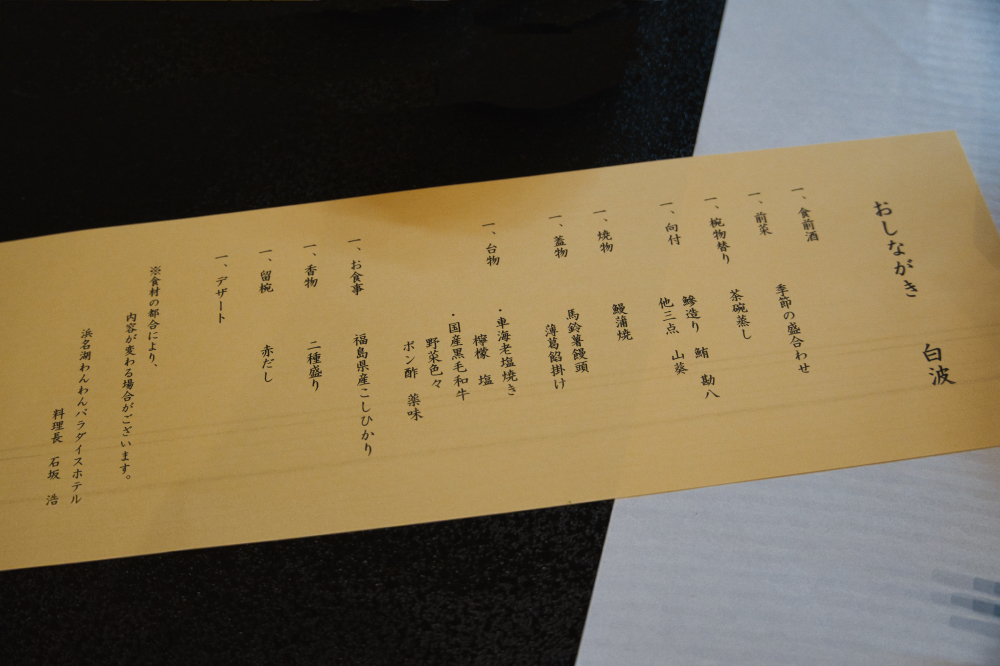 おしながき 白波
一、食前酒
一、前菜 季節の盛合わせ
一、椀物替り 茶碗蒸し
一、向付 鰺造り 鮪 勘八
他三点 山葵
一、焼物 鰻蒲焼
一、蓋物 馬鈴薯饅頭
薄葛餡掛け
一、台物 ・車海老塩焼き
檸檬 塩
・国産黒毛和牛
野菜色々
ポン酢 薬味
一、お食事 福島県産こしひかり
一、香物 二種盛り
一、留椀 赤だし
一、デザート
※食材の都合により、
内容が変わる場合がございます。
浜名湖わんわんパラダイスホテル
料理長 石坂 浩